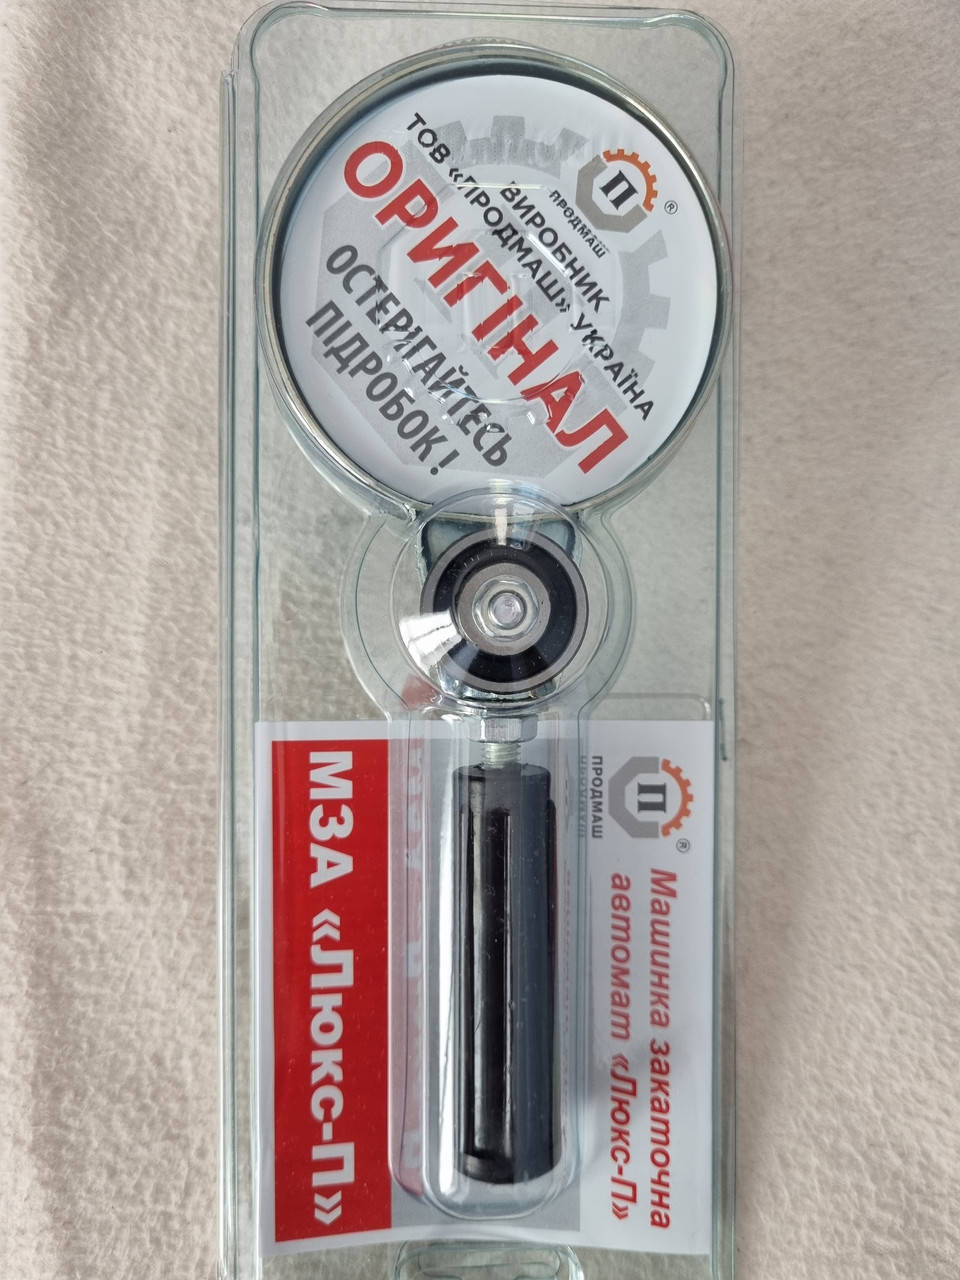 П
ПРОДМАШ
®
ВИРОБНИК
ТОВ «ПРОДМАШ» УКРАЇНА
ОРИГІНАЛ
ОСТЕРІГАЙТЕСЬ
ПІДРОБОК!
П
ПРОДМАШ
®
Машинка закаточна
автомат «Люкс-П»
МЗА «Люкс-П»